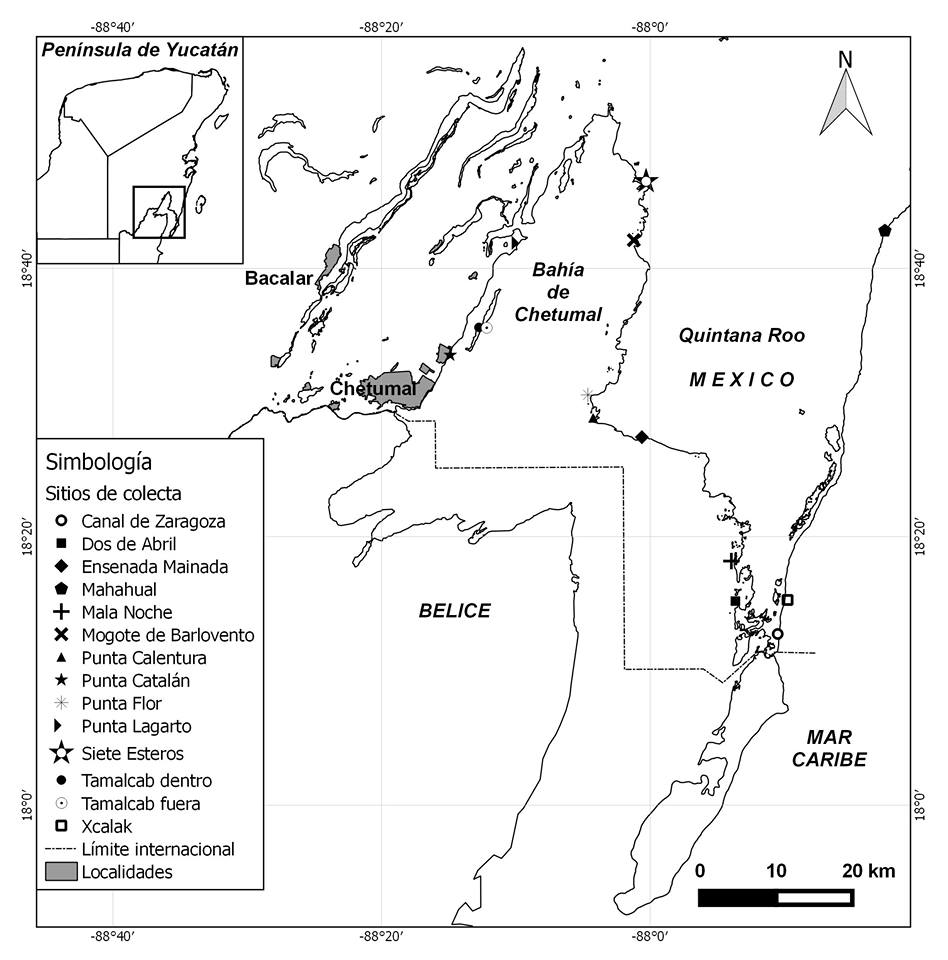 -88°40′
-88°20′
-88°0′
Península de Yucatán
N
18°40′
18°40′
Bacalar
Bahía
de
Chetumal
Quintana Roo
MEXICO
Chetumal
Simbología
Sitios de colecta
Canal de Zaragoza
Dos de Abril
Ensenada Mainada
Mahahual
Mala Noche
Mogote de Barlovento
Punta Calentura
Punta Catalán
Punta Flor
Punta Lagarto
Siete Esteros
Tamalcab dentro
Tamalcab fuera
Xcalak
Límite internacional
Localidades
18°20′
18°20′
BELICE
MAR
CARIBE
18°0′
18°0′
0 10 20 km
-88°40′
-88°20′
-88°0′